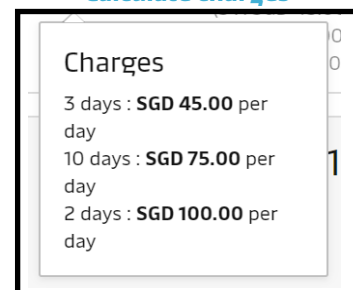 Charges
3 days : SGD 45.00 per
day
10 days : SGD 75.00 per
day
2 days : SGD 100.00 per
day